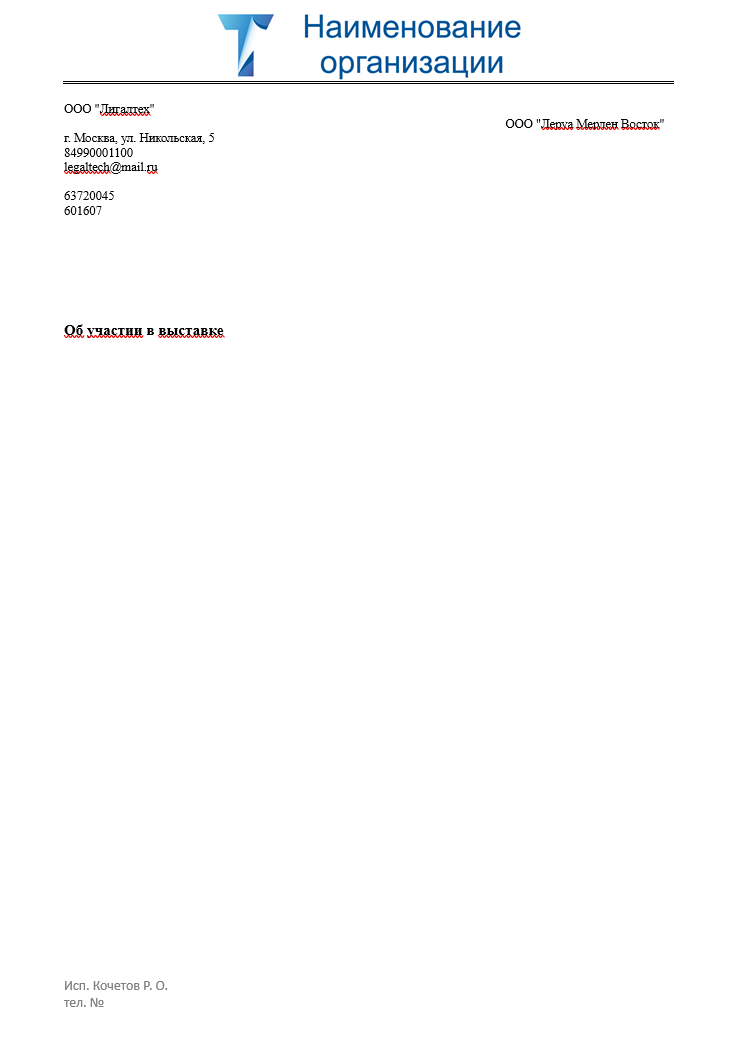 Наименование
организации
ООО "Лигалтех"
ООО "Леруа Мерлен Восток"
г. Москва, ул. Никольская, 5
84990001100
legaltech@mail.ru
63720045
601607
Об участии в выставке
Исп. Кочетов Р. О.
тел. №